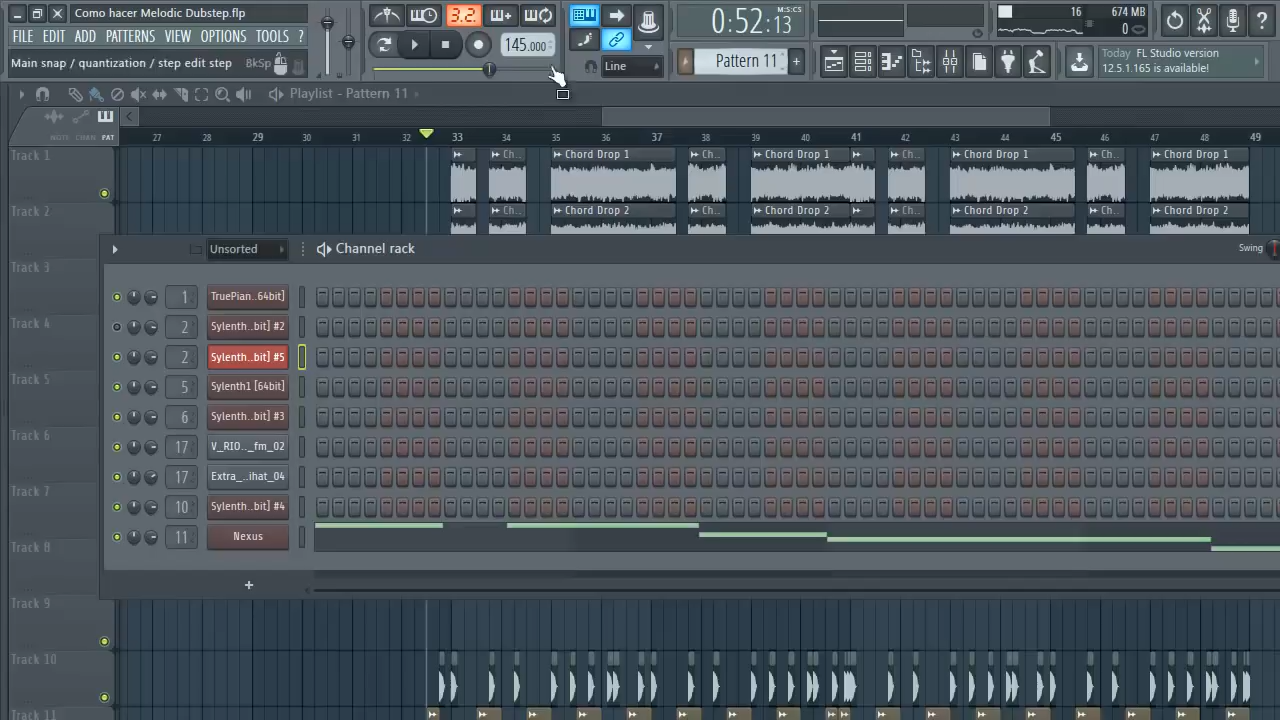 Como hacer Melodic Dubstep.flp
FILE EDIT ADD PATTERNS VIEW OPTIONS TOOLS ?
Main snap / quantization / step edit step BkSp
3.2.
145.000
Line
0:52:13
M:S:CS
Pattern 11 +
16 674 MB
0
Today FL Studio version
12.5.1.165 is available!
Playlist - Pattern 11
NOTE CHAN PAT
27 28 29 30 31 32 33 34 35 36 37 38 39 40 41 42 43 44 45 46 47 48 49
Track 1
Ch.. Chord Drop 1 Ch.. Chord Drop 1 Ch.. Chord Drop 1 Ch.. Chord Drop 1
Track 2
Ch.. Chord Drop 2 Ch.. Chord Drop 2 Ch.. Chord Drop 2 Ch.. Chord Drop 2
Track 3
Track 4
Track 5
Track 6
Track 7
Track 8
Track 9
Track 10
Track 11
Unsorted Channel rack Swing
1 TruePian..64bit]
2 Sylenth..bit] #2
2 Sylenth..bit] #5
5 Sylenth1 [64bit]
6 Sylenth..bit] #3
17 V_RIO.._fm_02
17 Extra_..ihat_04
10 Sylenth..bit] #4
11 Nexus
+